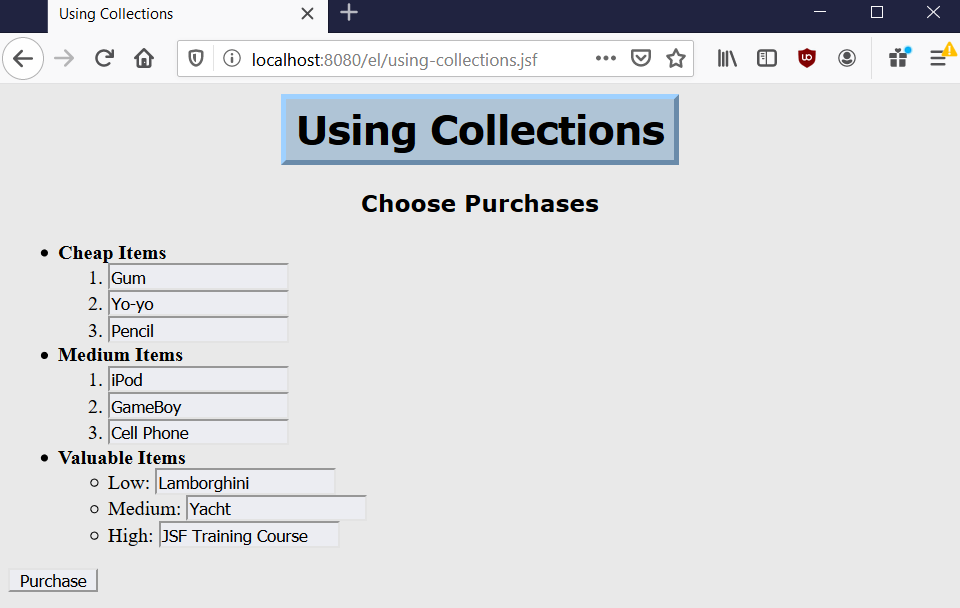 Using Collections
localhost:8080/el/using-collections.jsf
Using Collections
Choose Purchases
• Cheap Items
1. Gum
2. Yo-yo
3. Pencil
• Medium Items
1. iPod
2. GameBoy
3. Cell Phone
• Valuable Items
○ Low: Lamborghini
○ Medium: Yacht
○ High: JSF Training Course
Purchase